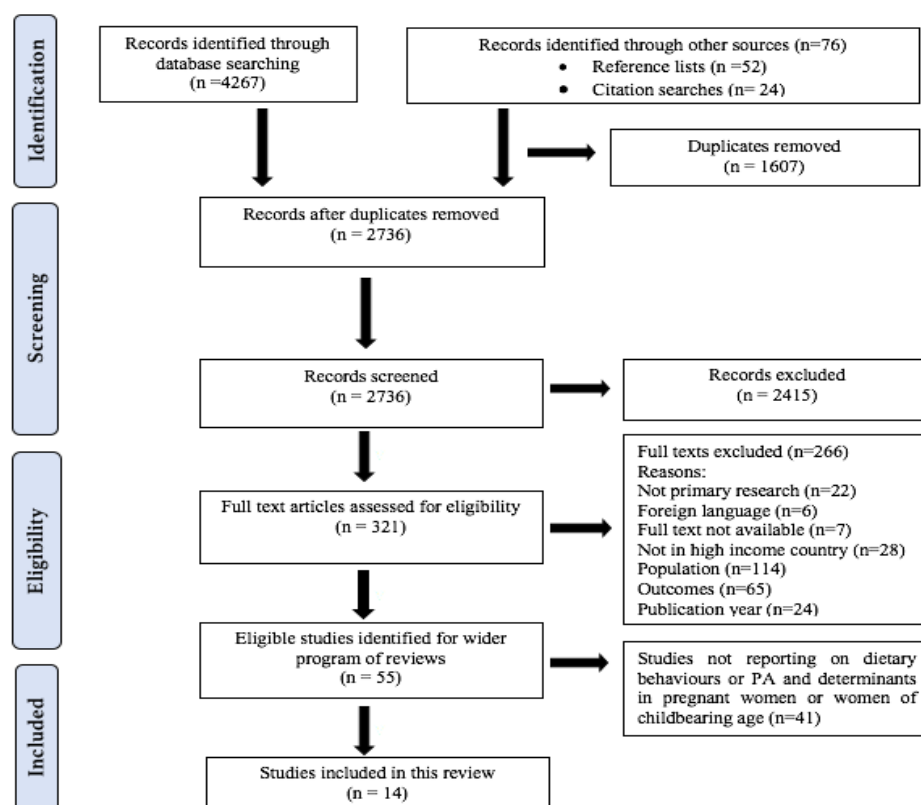 Identification
Records identified through
database searching
(n =4267)
Records identified through other sources (n=76)
• Reference lists (n =52)
• Citation searches (n= 24)
Duplicates removed
n = 1607
Screening
Records after duplicates removed
(n = 2736)
Records screened
(n = 2736)
Records excluded
(n = 2415)
Eligibility
Full text articles assessed for eligibility
(n = 321)
Full texts excluded (n=266)
Reasons:
Not primary research (n=22)
Foreign language (n=6)
Full text not available (n=7)
Not in high income country (n=28)
Population (n=114)
Outcomes (n=65)
Publication year (n=24)
Eligible studies identified for wider
program of reviews
(n = 55)
Studies not reporting on dietary
behaviours or PA and determinants
in pregnant women or women of
childbearing age (n=41)
Included
Studies included in this review
(n = 14)